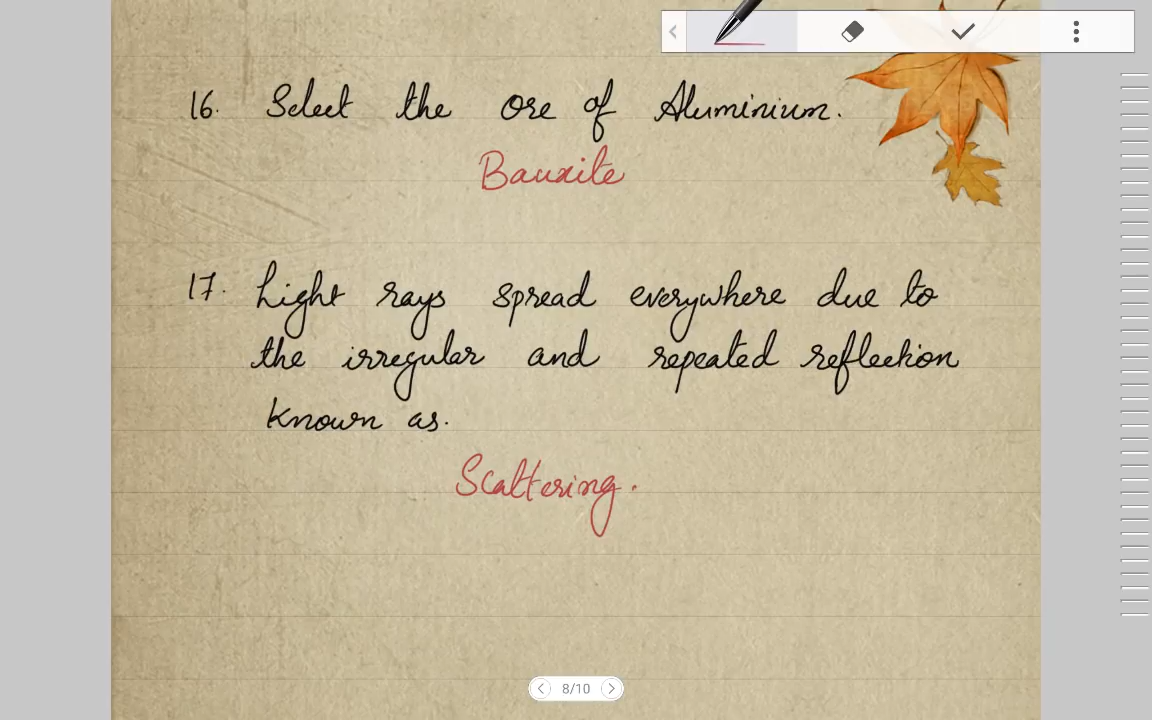 16. Select the ore of Aluminium.
Bauxite
17. Light rays spread everywhere due to
the irregular and repeated reflection
known as.
Scattering.
8/10